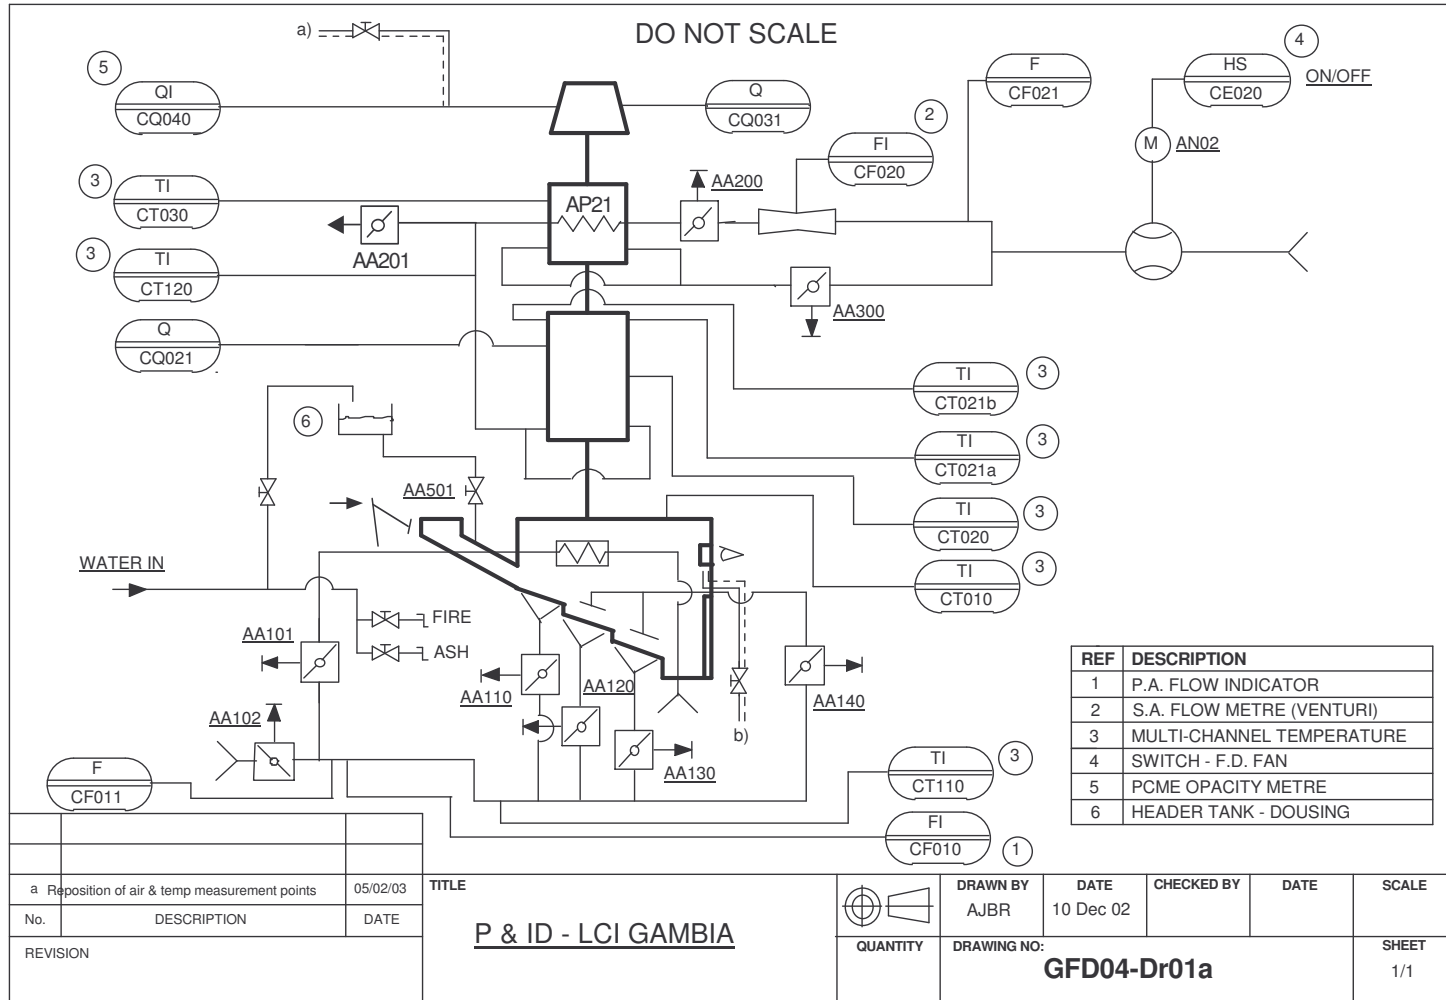 DO NOT SCALE
a)
5
QI
CQ040
Q
CQ031
2
FI
CF020
F
CF021
4
HS
CE020
ON/OFF
M
AN02
3
TI
CT030
AP21
AA200
AA201
3
TI
CT120
AA300
Q
CQ021
TI
CT021b
3
6
TI
CT021a
3
AA501
TI
CT020
3
WATER IN
TI
CT010
3
FIRE
ASH
AA101
AA110
AA120
AA140
AA102
b)
AA130
F
CF011
TI
CT110
3
FI
CF010
1
REF DESCRIPTION
1 P.A. FLOW INDICATOR
2 S.A. FLOW METRE (VENTURI)
3 MULTI-CHANNEL TEMPERATURE
4 SWITCH - F.D. FAN
5 PCME OPACITY METRE
6 HEADER TANK - DOUSING
a Reposition of air & temp measurement points 05/02/03
No. DESCRIPTION DATE
REVISION
TITLE
P & ID - LCI GAMBIA
DRAWN BY DATE CHECKED BY DATE SCALE
AJBR 10 Dec 02
QUANTITY DRAWING NO: SHEET
GFD04-Dr01a 1/1